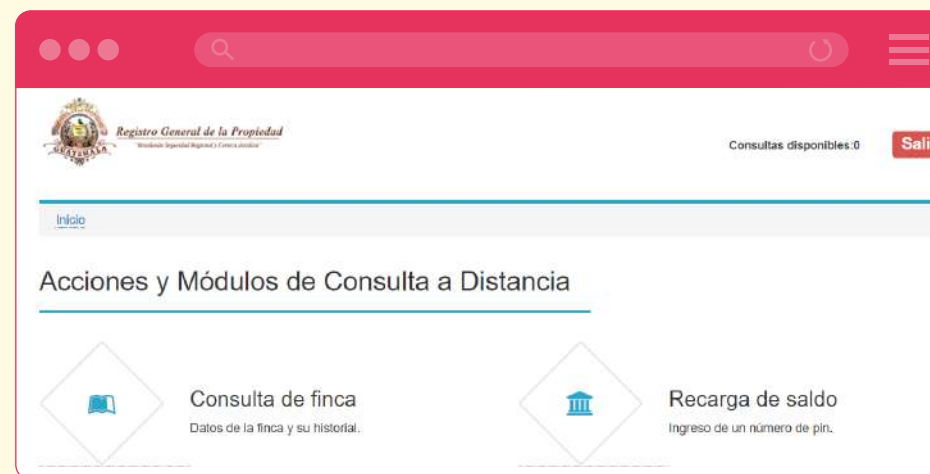 Registro General de la Propiedad
GUATEMALA
Consultas disponibles:0
Sali
Inicio
Acciones y Módulos de Consulta a Distancia
Consulta de finca
Datos de la finca y su historial.
Recarga de saldo
Ingreso de un número de pin.